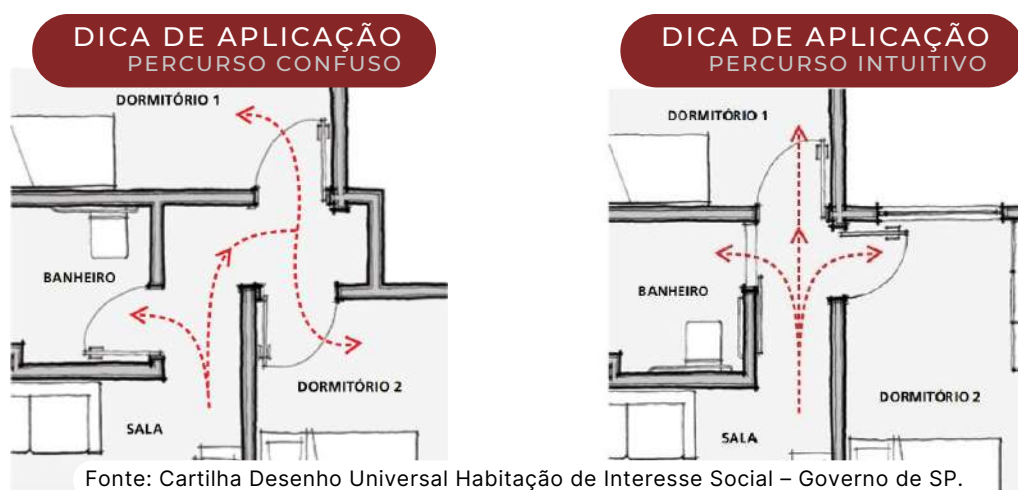 DICA DE APLICAÇÃO
PERCURSO CONFUSO
DORMITÓRIO 1
BANHEIRO
DORMITÓRIO 2
SALA
DICA DE APLICAÇÃO
PERCURSO INTUITIVO
DORMITÓRIO 1
BANHEIRO
DORMITÓRIO 2
SALA
Fonte: Cartilha Desenho Universal Habitação de Interesse Social – Governo de SP.